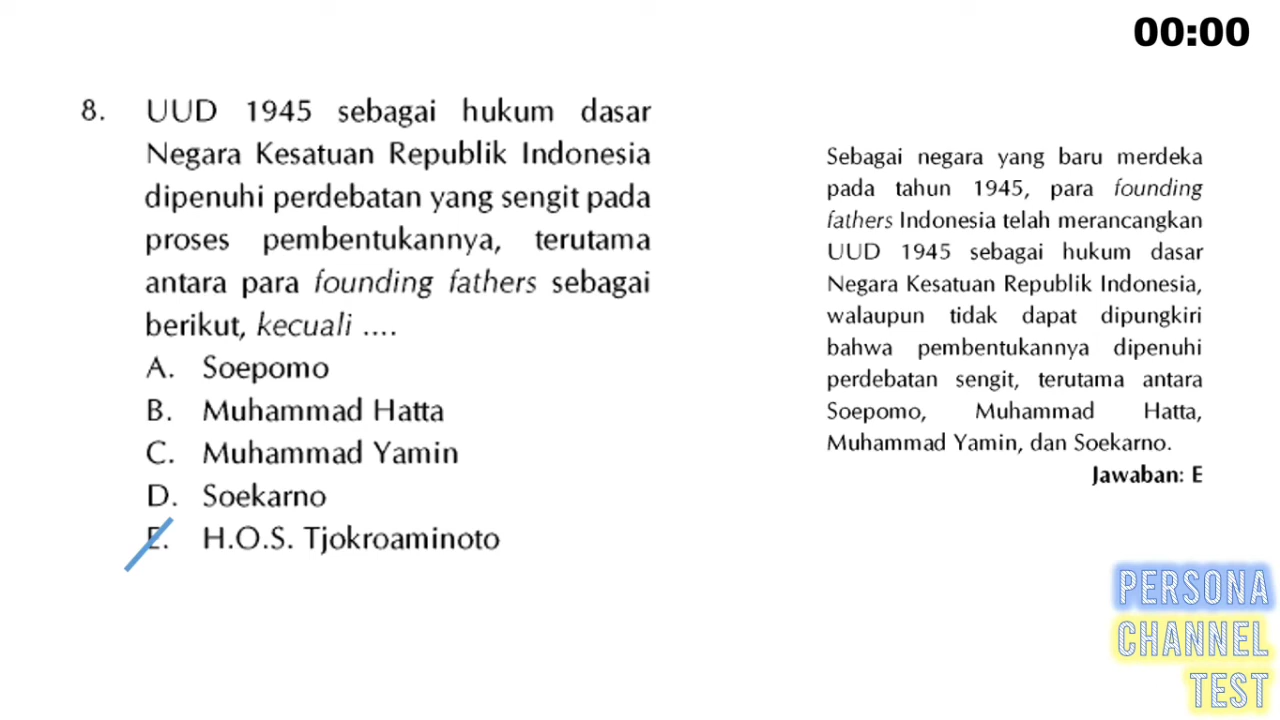 00:00
8. UUD 1945 sebagai hukum dasar
Negara Kesatuan Republik Indonesia
dipenuhi perdebatan yang sengit pada
proses pembentukannya, terutama
antara para founding fathers sebagai
berikut, kecuali ....
A. Soepomo
B. Muhammad Hatta
C. Muhammad Yamin
D. Soekarno
E. H.O.S. Tjokroaminoto
Sebagai negara yang baru merdeka
pada tahun 1945, para founding
fathers Indonesia telah merancangkan
UUD 1945 sebagai hukum dasar
Negara Kesatuan Republik Indonesia,
walaupun tidak dapat dipungkiri
bahwa pembentukannya dipenuhi
perdebatan sengit, terutama antara
Soepomo, Muhammad Hatta,
Muhammad Yamin, dan Soekarno.
Jawaban: E
PERSONA
CHANNEL
TEST